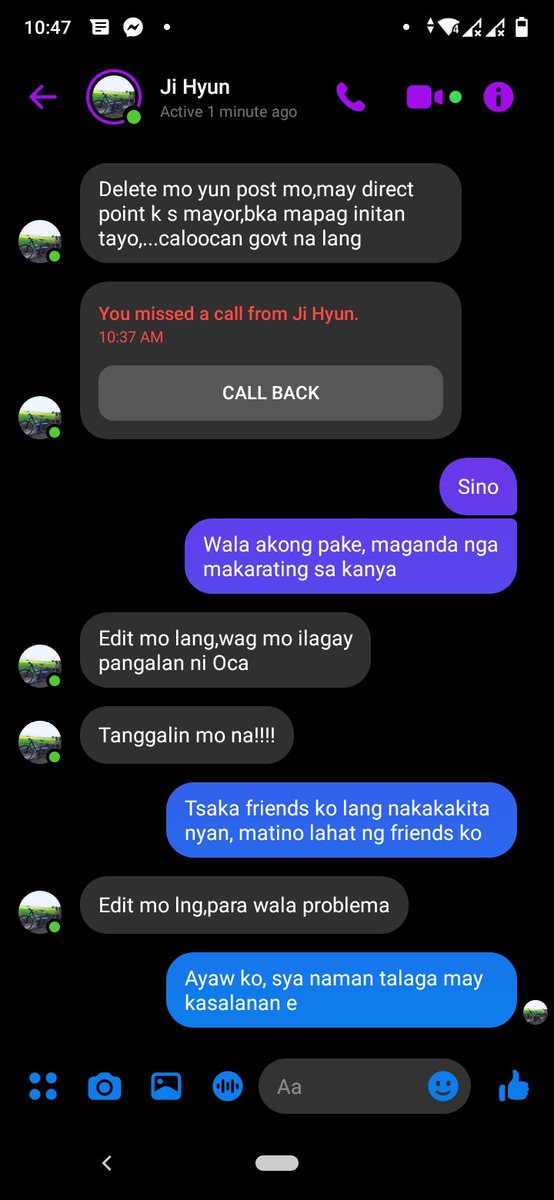 10:47
4
Ji Hyun
Active 1 minute ago
Delete mo yun post mo,may direct
point k s mayor,bka mapag initan
tayo,...caloocan govt na lang
You missed a call from Ji Hyun.
10:37 AM
CALL BACK
Sino
Wala akong pake, maganda nga
makarating sa kanya
Edit mo lang,wag mo ilagay
pangalan ni Oca
Tanggalin mo na!!!!
Tsaka friends ko lang nakakakita
nyan, matino lahat ng friends ko
Edit mo lng,para wala problema
Ayaw ko, sya naman talaga may
kasalanan e
Aa